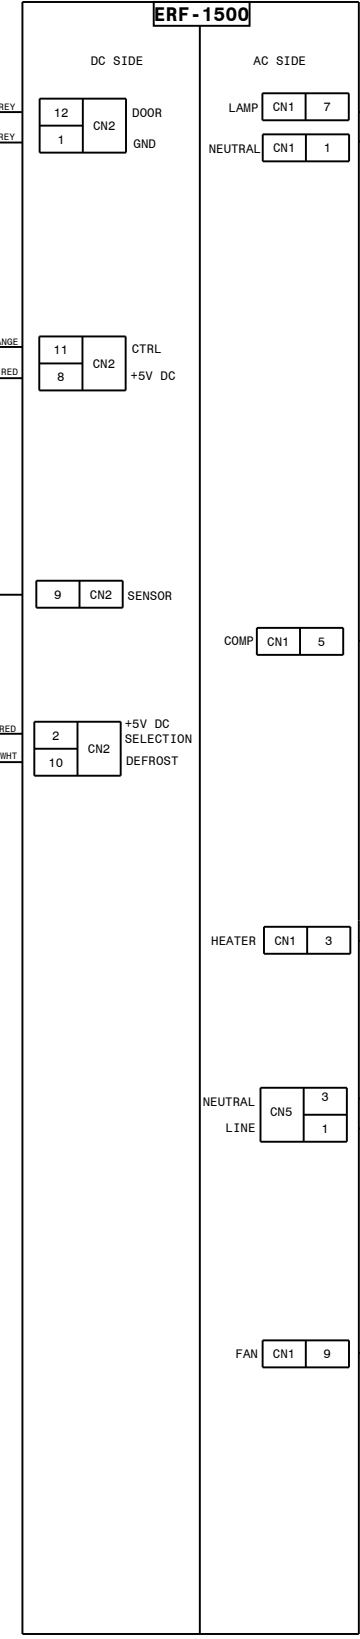 ERF-1500
DC SIDE
AC SIDE
12
CN2
DOOR
1
GND
LAMP CN1 7
NEUTRAL CN1 1
RED
11
CN2
CTRL
8
+5V DC
9 CN2 SENSOR
COMP CN1 5
RED
WHT
2
CN2
+5V DC
SELECTION
10
DEFROST
HEATER CN1 3
NEUTRAL
CN5
3
LINE
1
FAN CN1 9